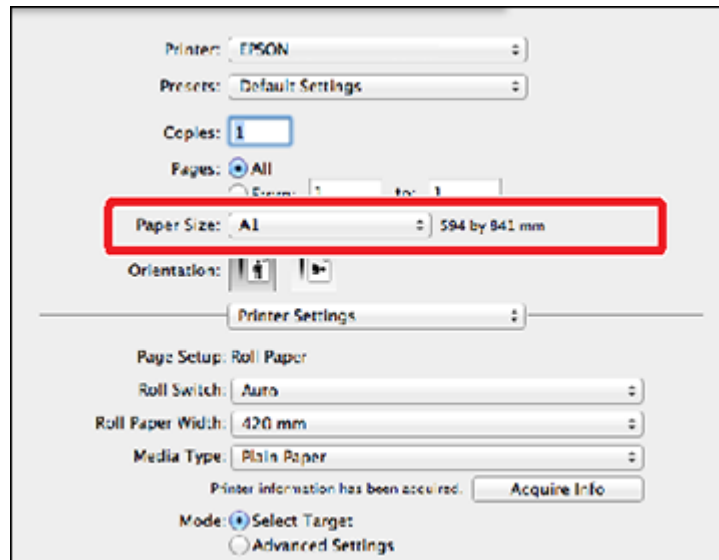 Printer: EPSON
Presets: Default Settings
Copies: 1
Pages: All
From: 1 to: 1
Paper Size: A1 594 by 841 mm
Orientation:
Printer Settings
Page Setup: Roll Paper
Roll Switch: Auto
Roll Paper Width: 420 mm
Media Type: Plain Paper
Printer information has been acquired. Acquire Info
Mode: Select Target
Advanced Settings